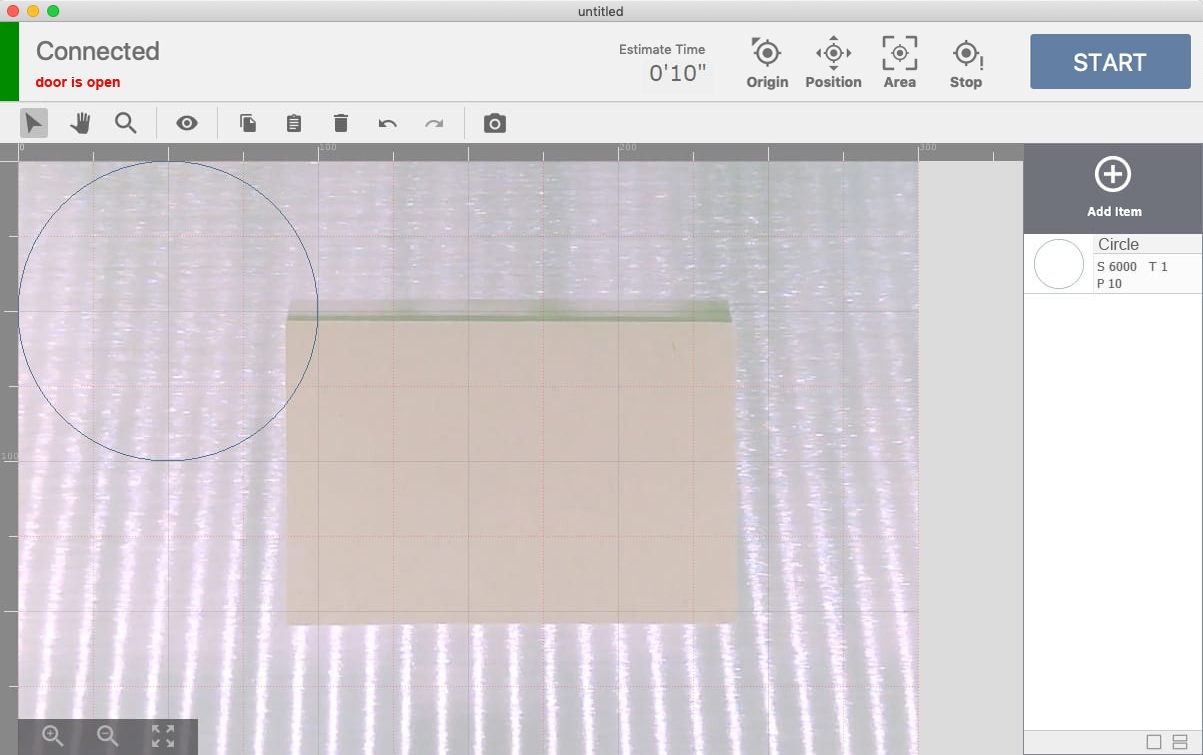 untitled
Connected
door is open
Estimate Time
0'10"
Origin
Position
Area
Stop
START
0
100
200
300
100
Add Item
Circle
S 6000 T 1
P 10